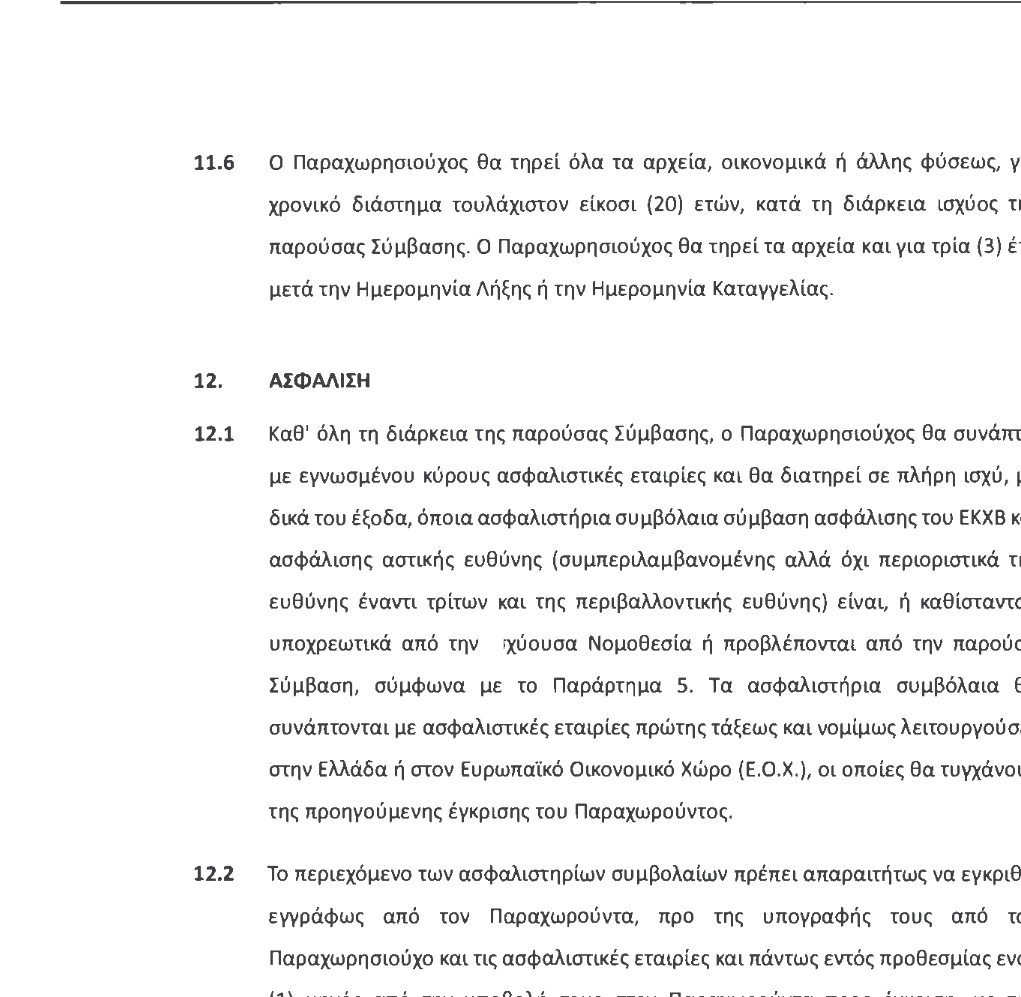 11.6 Ο Παραχωρησιούχος θα τηρεί όλα τα αρχεία, οικονομικά ή άλλης φύσεως,
χρονικό διάστημα τουλάχιστον είκοσι (20) ετών, κατά τη διάρκεια ισχύος
παρούσας Σύμβασης. Ο Παραχωρησιούχος θα τηρεί τα αρχεία και για τρία (3)
μετά την Ημερομηνία Λήξης ή την Ημερομηνία Καταγγελίας.
12. ΑΣΦΑΛΙΣΗ
12.1 Καθ' όλη τη διάρκεια της παρούσας Σύμβασης, ο Παραχωρησιούχος θα
με εγνωσμένου κύρους ασφαλιστικές εταιρίες και θα διατηρεί σε πλήρη ισχύ,
δικά του έξοδα, όποια ασφαλιστήρια συμβόλαια σύμβαση ασφάλισης του ΕΚΧΒ
ασφάλισης αστικής ευθύνης (συμπεριλαμβανομένης αλλά όχι περιοριστικά
ευθύνης έναντι τρίτων και της περιβαλλοντικής ευθύνης) είναι, ή
υποχρεωτικά από την Νομοθεσία ή προβλέπονται από την
Σύμβαση, σύμφωνα με το Παράρτημα 5. Τα ασφαλιστήρια συμβόλαια
συνάπτονται με ασφαλιστικές εταιρίες πρώτης τάξεως και νομίμως
στην Ελλάδα ή στον Ευρωπαϊκό Οικονομικό Χώρο (Ε.Ο.Χ.), οι οποίες θα
της προηγούμενης έγκρισης του Παραχωρούντος.
12.2 Το περιεχόμενο των ασφαλιστηρίων συμβολαίων πρέπει απαραιτήτως να
εγγράφως από τον Παραχωρούντα, προ της υπογραφής τους από
Παραχωρησιούχο και τις ασφαλιστικές εταιρίες και πάντως εντός προθεσμίας